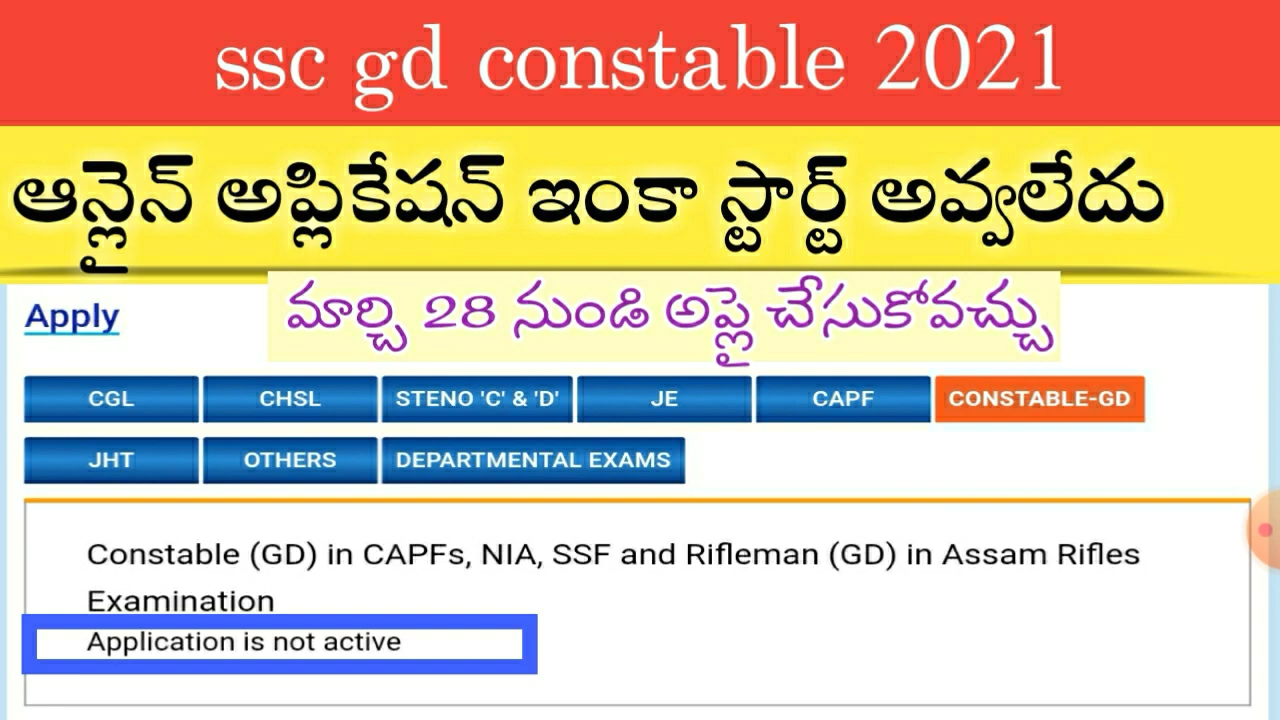 ssc gd constable 2021
ఆన్లైన్ అప్లికేషన్ ఇంకా స్టార్ట్ అవ్వలేదు
మార్చి 28 నుండి అప్లై చేసుకోవచ్చు
Apply
CGL CHSL STENO 'C' & 'D' JE CAPF CONSTABLE-GD
JHT OTHERS DEPARTMENTAL EXAMS
Constable (GD) in CAPFs, NIA, SSF and Rifleman (GD) in Assam Rifles
Examination
Application is not active